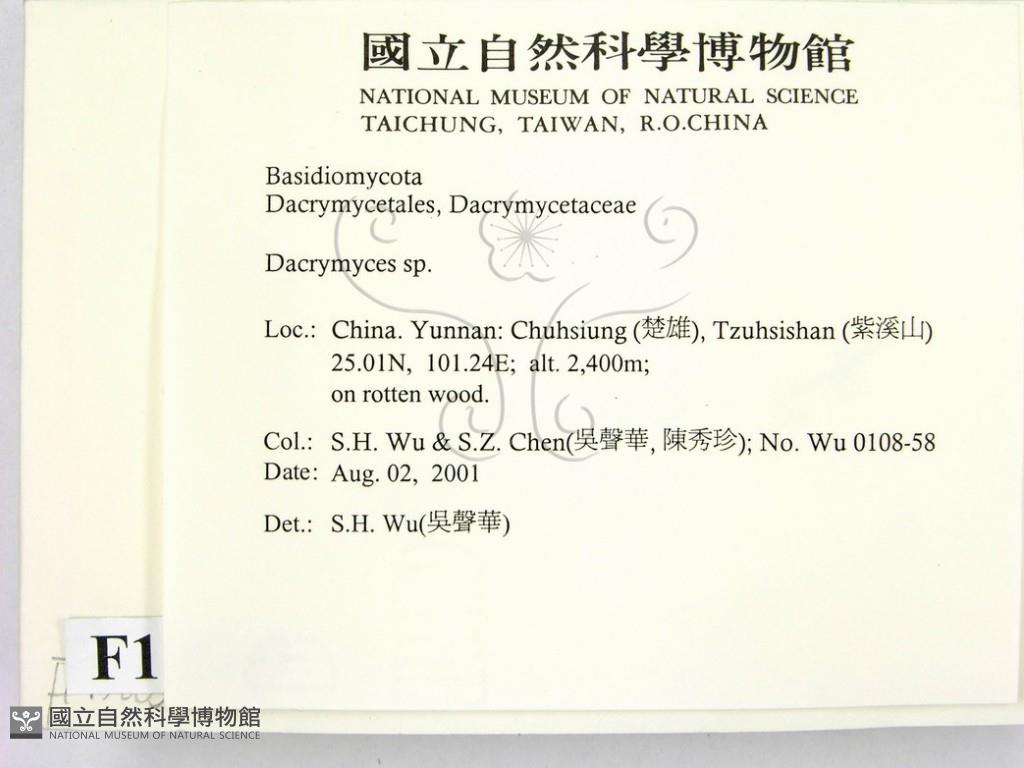 國立自然科學博物館
NATIONAL MUSEUM OF NATURAL SCIENCE
TAICHUNG, TAIWAN, R.O.CHINA
Basidiomycota
Dacrymycetales, Dacrymycetaceae
Dacrymyces sp.
Loc.: China. Yunnan: Chuhsiung (楚雄), Tzuhsishan (紫溪山)
25.01N, 101.24E; alt. 2,400m;
on rotten wood.
Col.: S.H. Wu & S.Z. Chen(吳聲華, 陳秀珍); No. Wu 0108-58
Date: Aug. 02, 2001
Det.: S.H. Wu(吳聲華)
F1
國立自然科學博物館
NATIONAL MUSEUM OF NATURAL SCIENCE